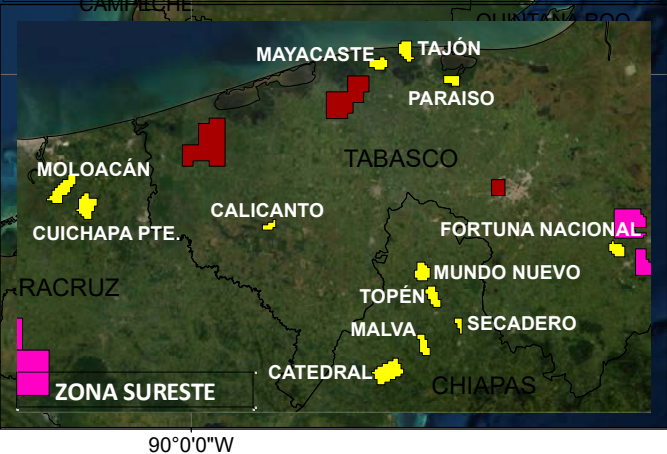 CAMPECHE
QUINTANA ROO
MAYACASTE
TAJÓN
PARAISO
TABASCO
MOLOACÁN
CALICANTO
CUICHAPA PTE.
FORTUNA NACIONAL
MUNDO NUEVO
RACRUZ
TOPÉN
SECADERO
MALVA
CATEDRAL
CHIAPAS
ZONA SURESTE
90°0'0"W